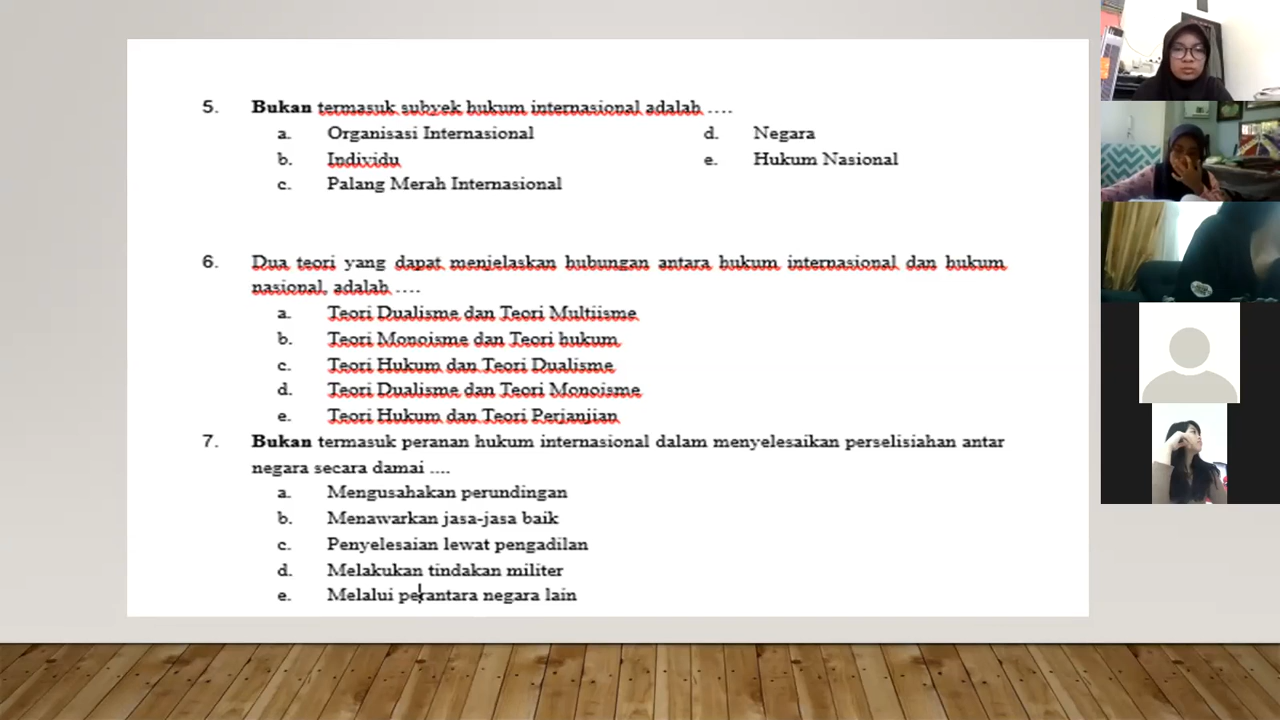 5. Bukan termasuk subyek hukum internasional adalah ….
a. Organisasi Internasional d. Negara
b. Individu e. Hukum Nasional
c. Palang Merah Internasional
6. Dua teori yang dapat menjelaskan hubungan antara hukum internasional dan hukum
nasional, adalah ….
a. Teori Dualisme dan Teori Multiisme
b. Teori Monoisme dan Teori hukum
c. Teori Hukum dan Teori Dualisme
d. Teori Dualisme dan Teori Monoisme
e. Teori Hukum dan Teori Perjanjian
7. Bukan termasuk peranan hukum internasional dalam menyelesaikan perselisiahan antar
negara secara damai ....
a. Mengusahakan perundingan
b. Menawarkan jasa-jasa baik
c. Penyelesaian lewat pengadilan
d. Melakukan tindakan militer
e. Melalui perantara negara lain